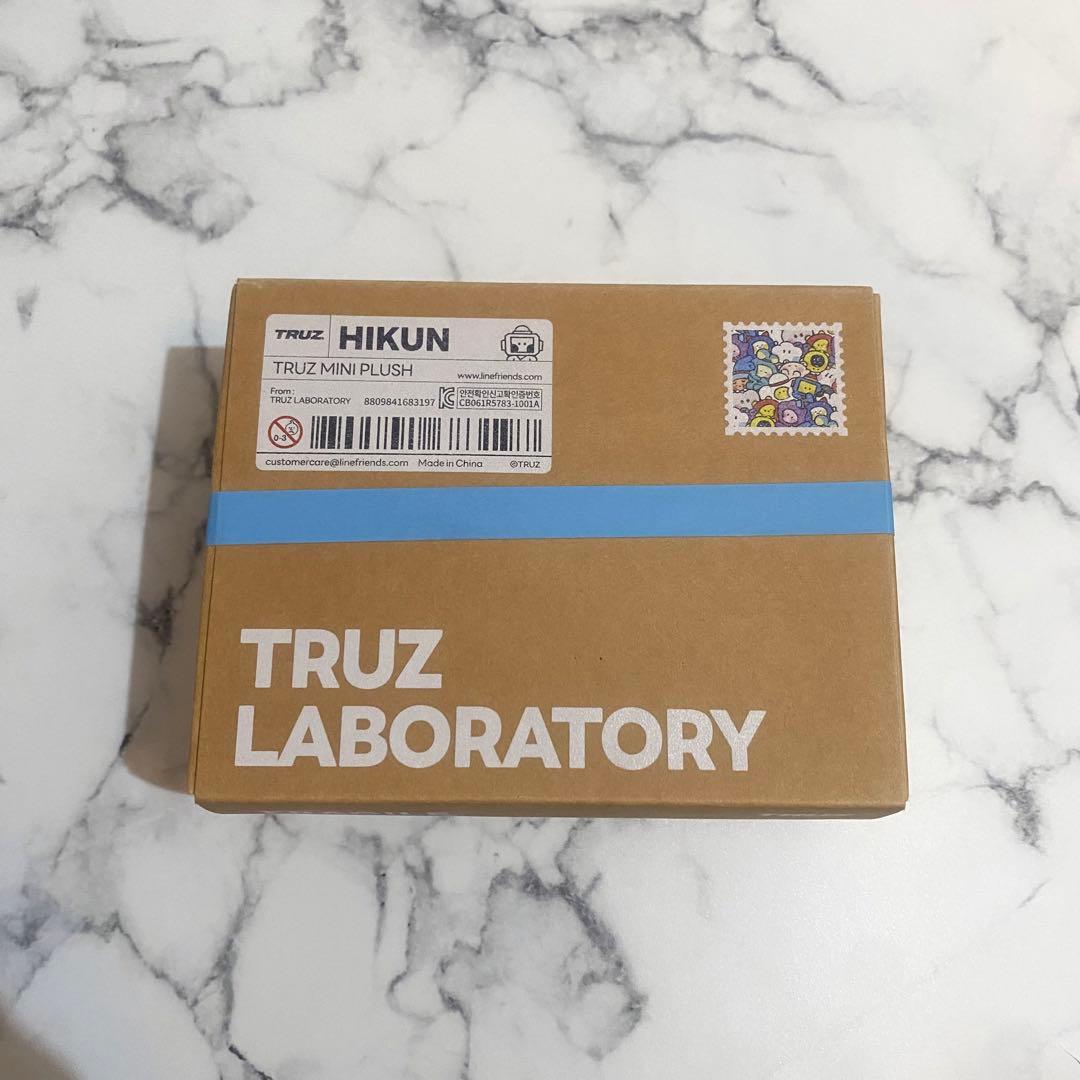 TRUZ. HIKUN
TRUZ MINI PLUSH www.linefriends.com
From :
TRUZ LABORATORY 8809841683197 안전확인신고확인증번호
CB061R5783-1001A
0-3
customercare@linefriends.com Made in China ©TRUZ
TRUZ
LABORATORY